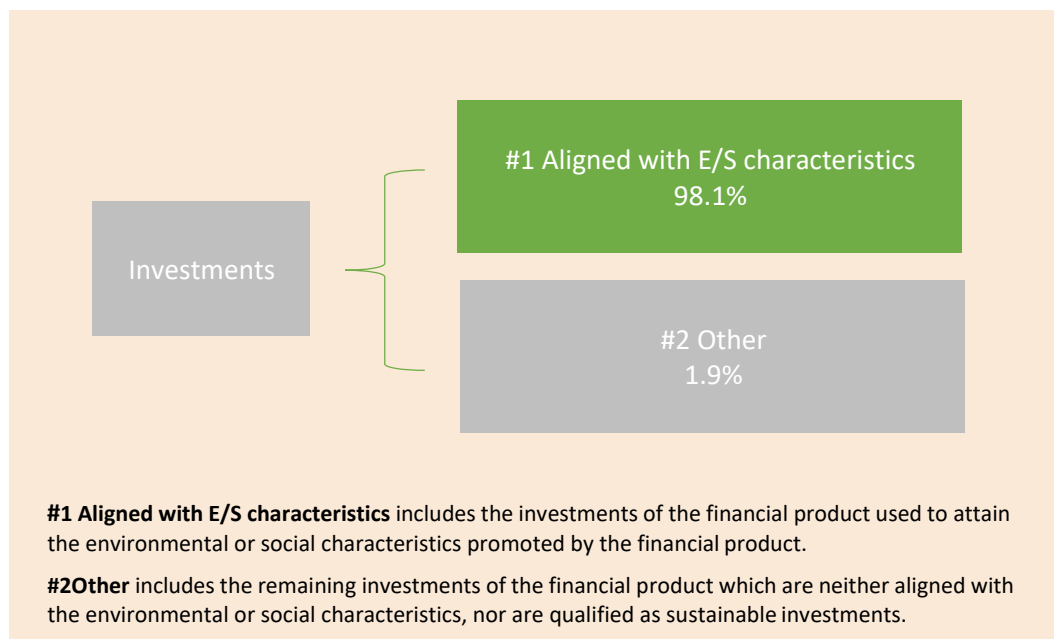 #1 Aligned with E/S characteristics
98.1%
Investments
#2 Other
1.9%
#1 Aligned with E/S characteristics includes the investments of the financial product used to attain
the environmental or social characteristics promoted by the financial product.
#2Other includes the remaining investments of the financial product which are neither aligned with
the environmental or social characteristics, nor are qualified as sustainable investments.